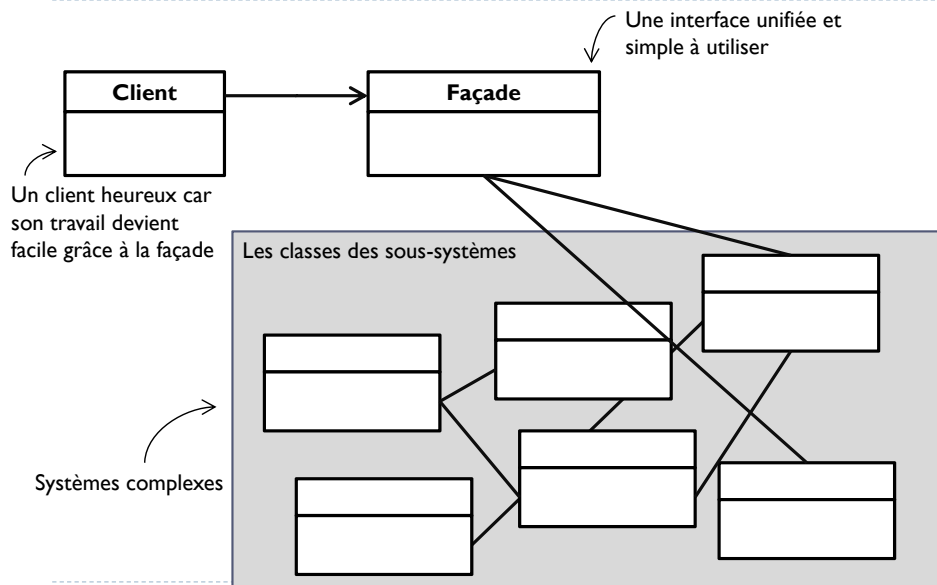 Une interface unifiée et
simple à utiliser
Client
Façade
Un client heureux car
son travail devient
facile grâce à la façade
Les classes des sous-systèmes
Systèmes complexes